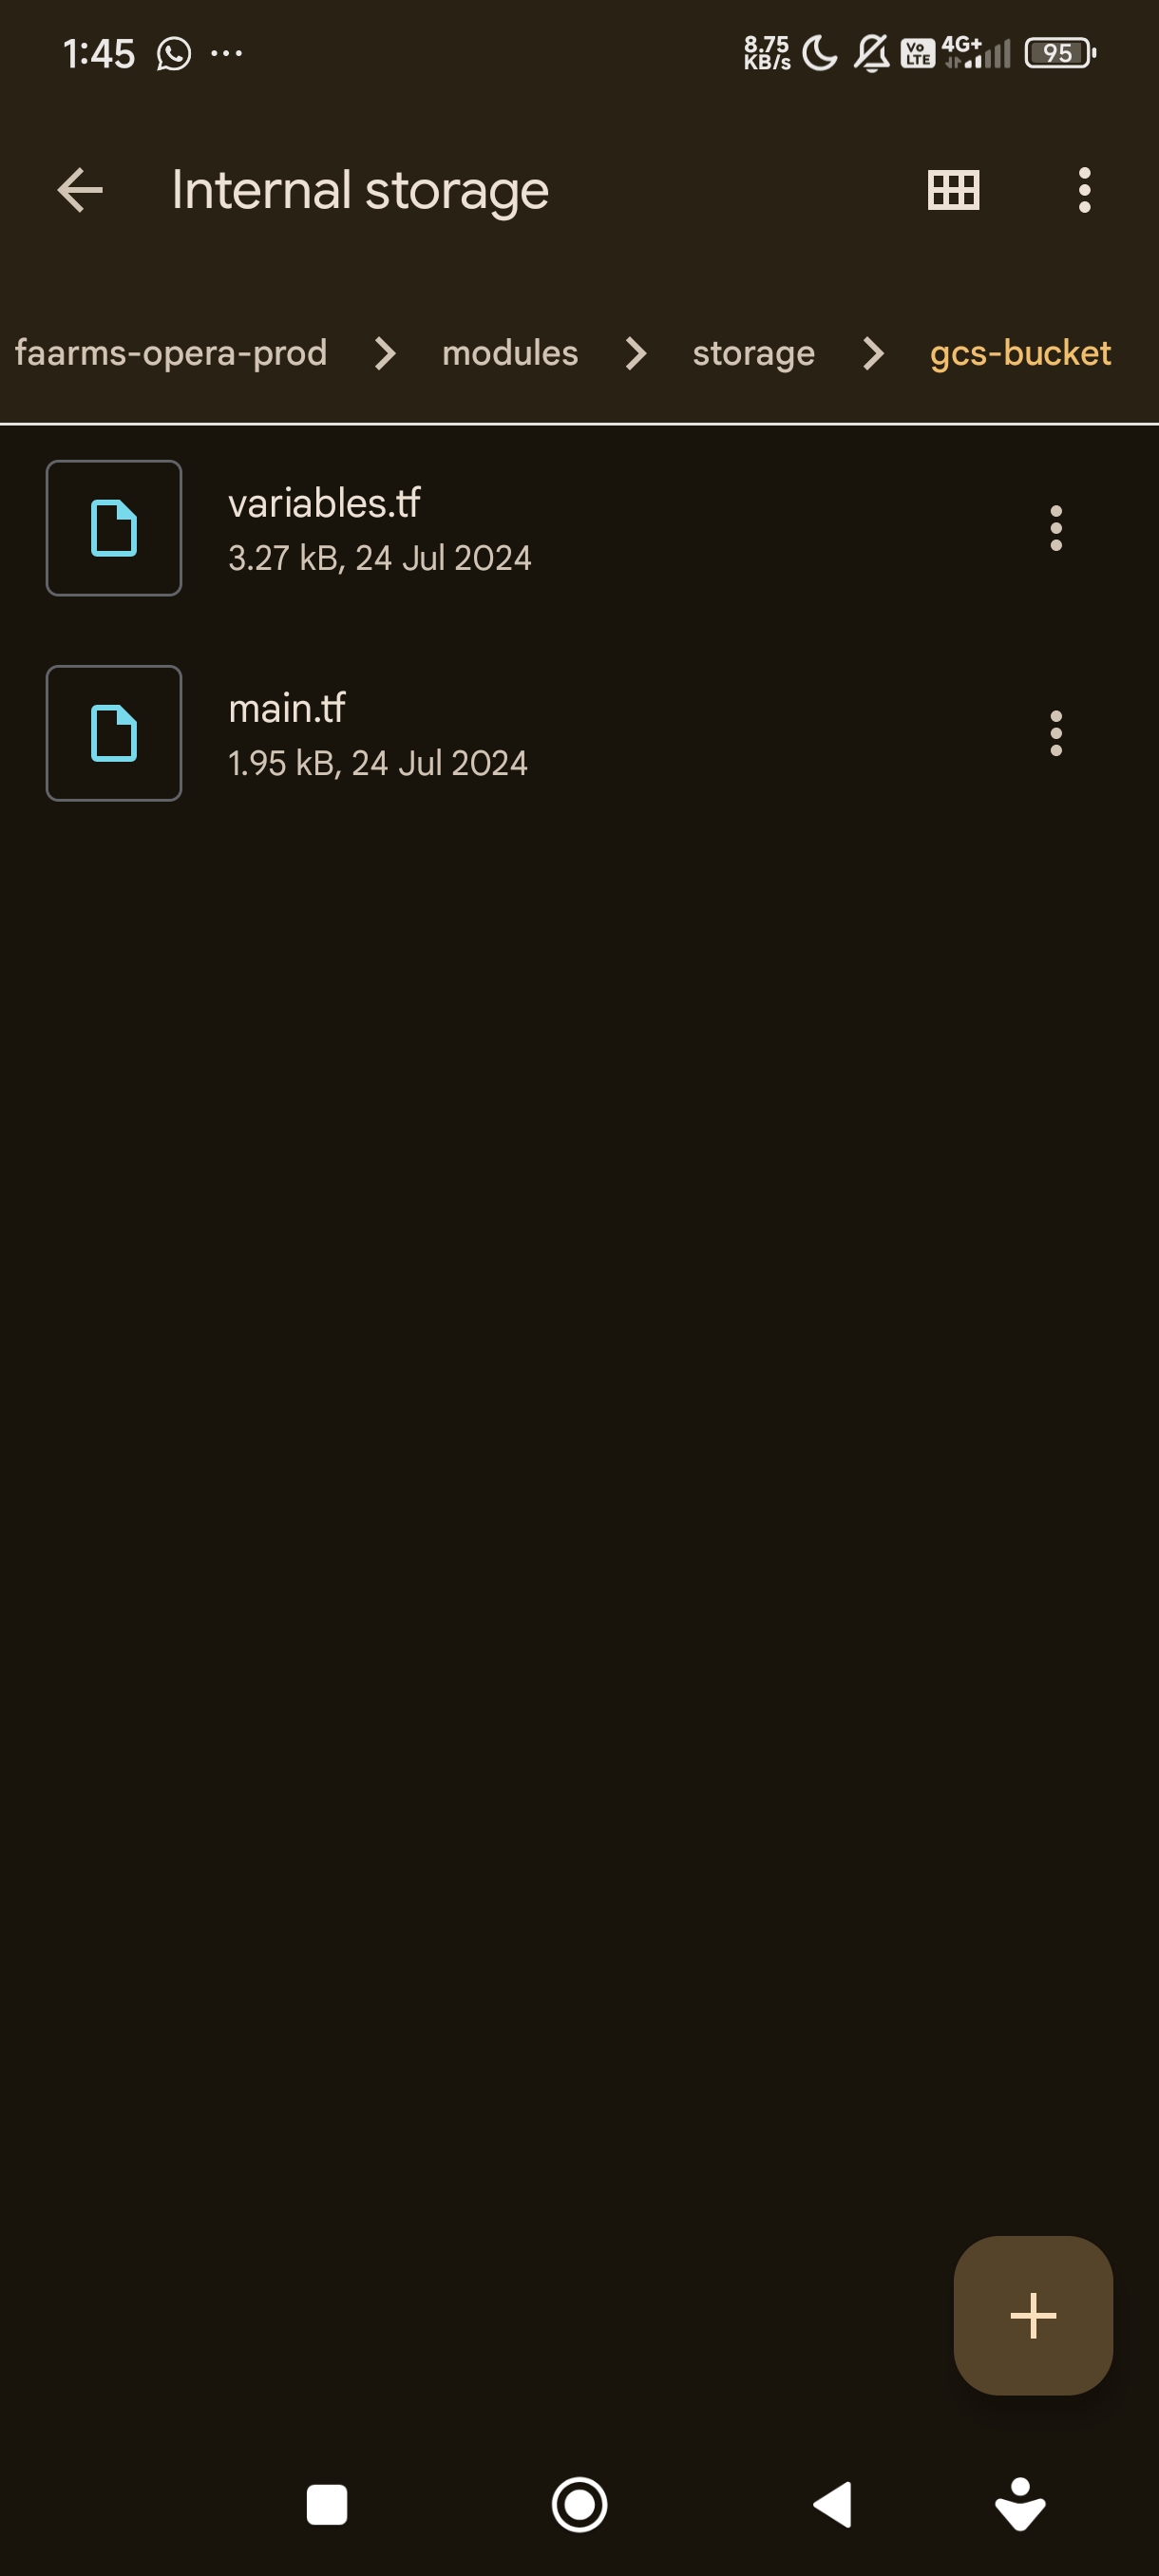 1:45
8.75 KB/s Vo LTE 4G+ 95
Internal storage
faarms-opera-prod modules storage gcs-bucket
variables.tf
3.27 kB, 24 Jul 2024
main.tf
1.95 kB, 24 Jul 2024